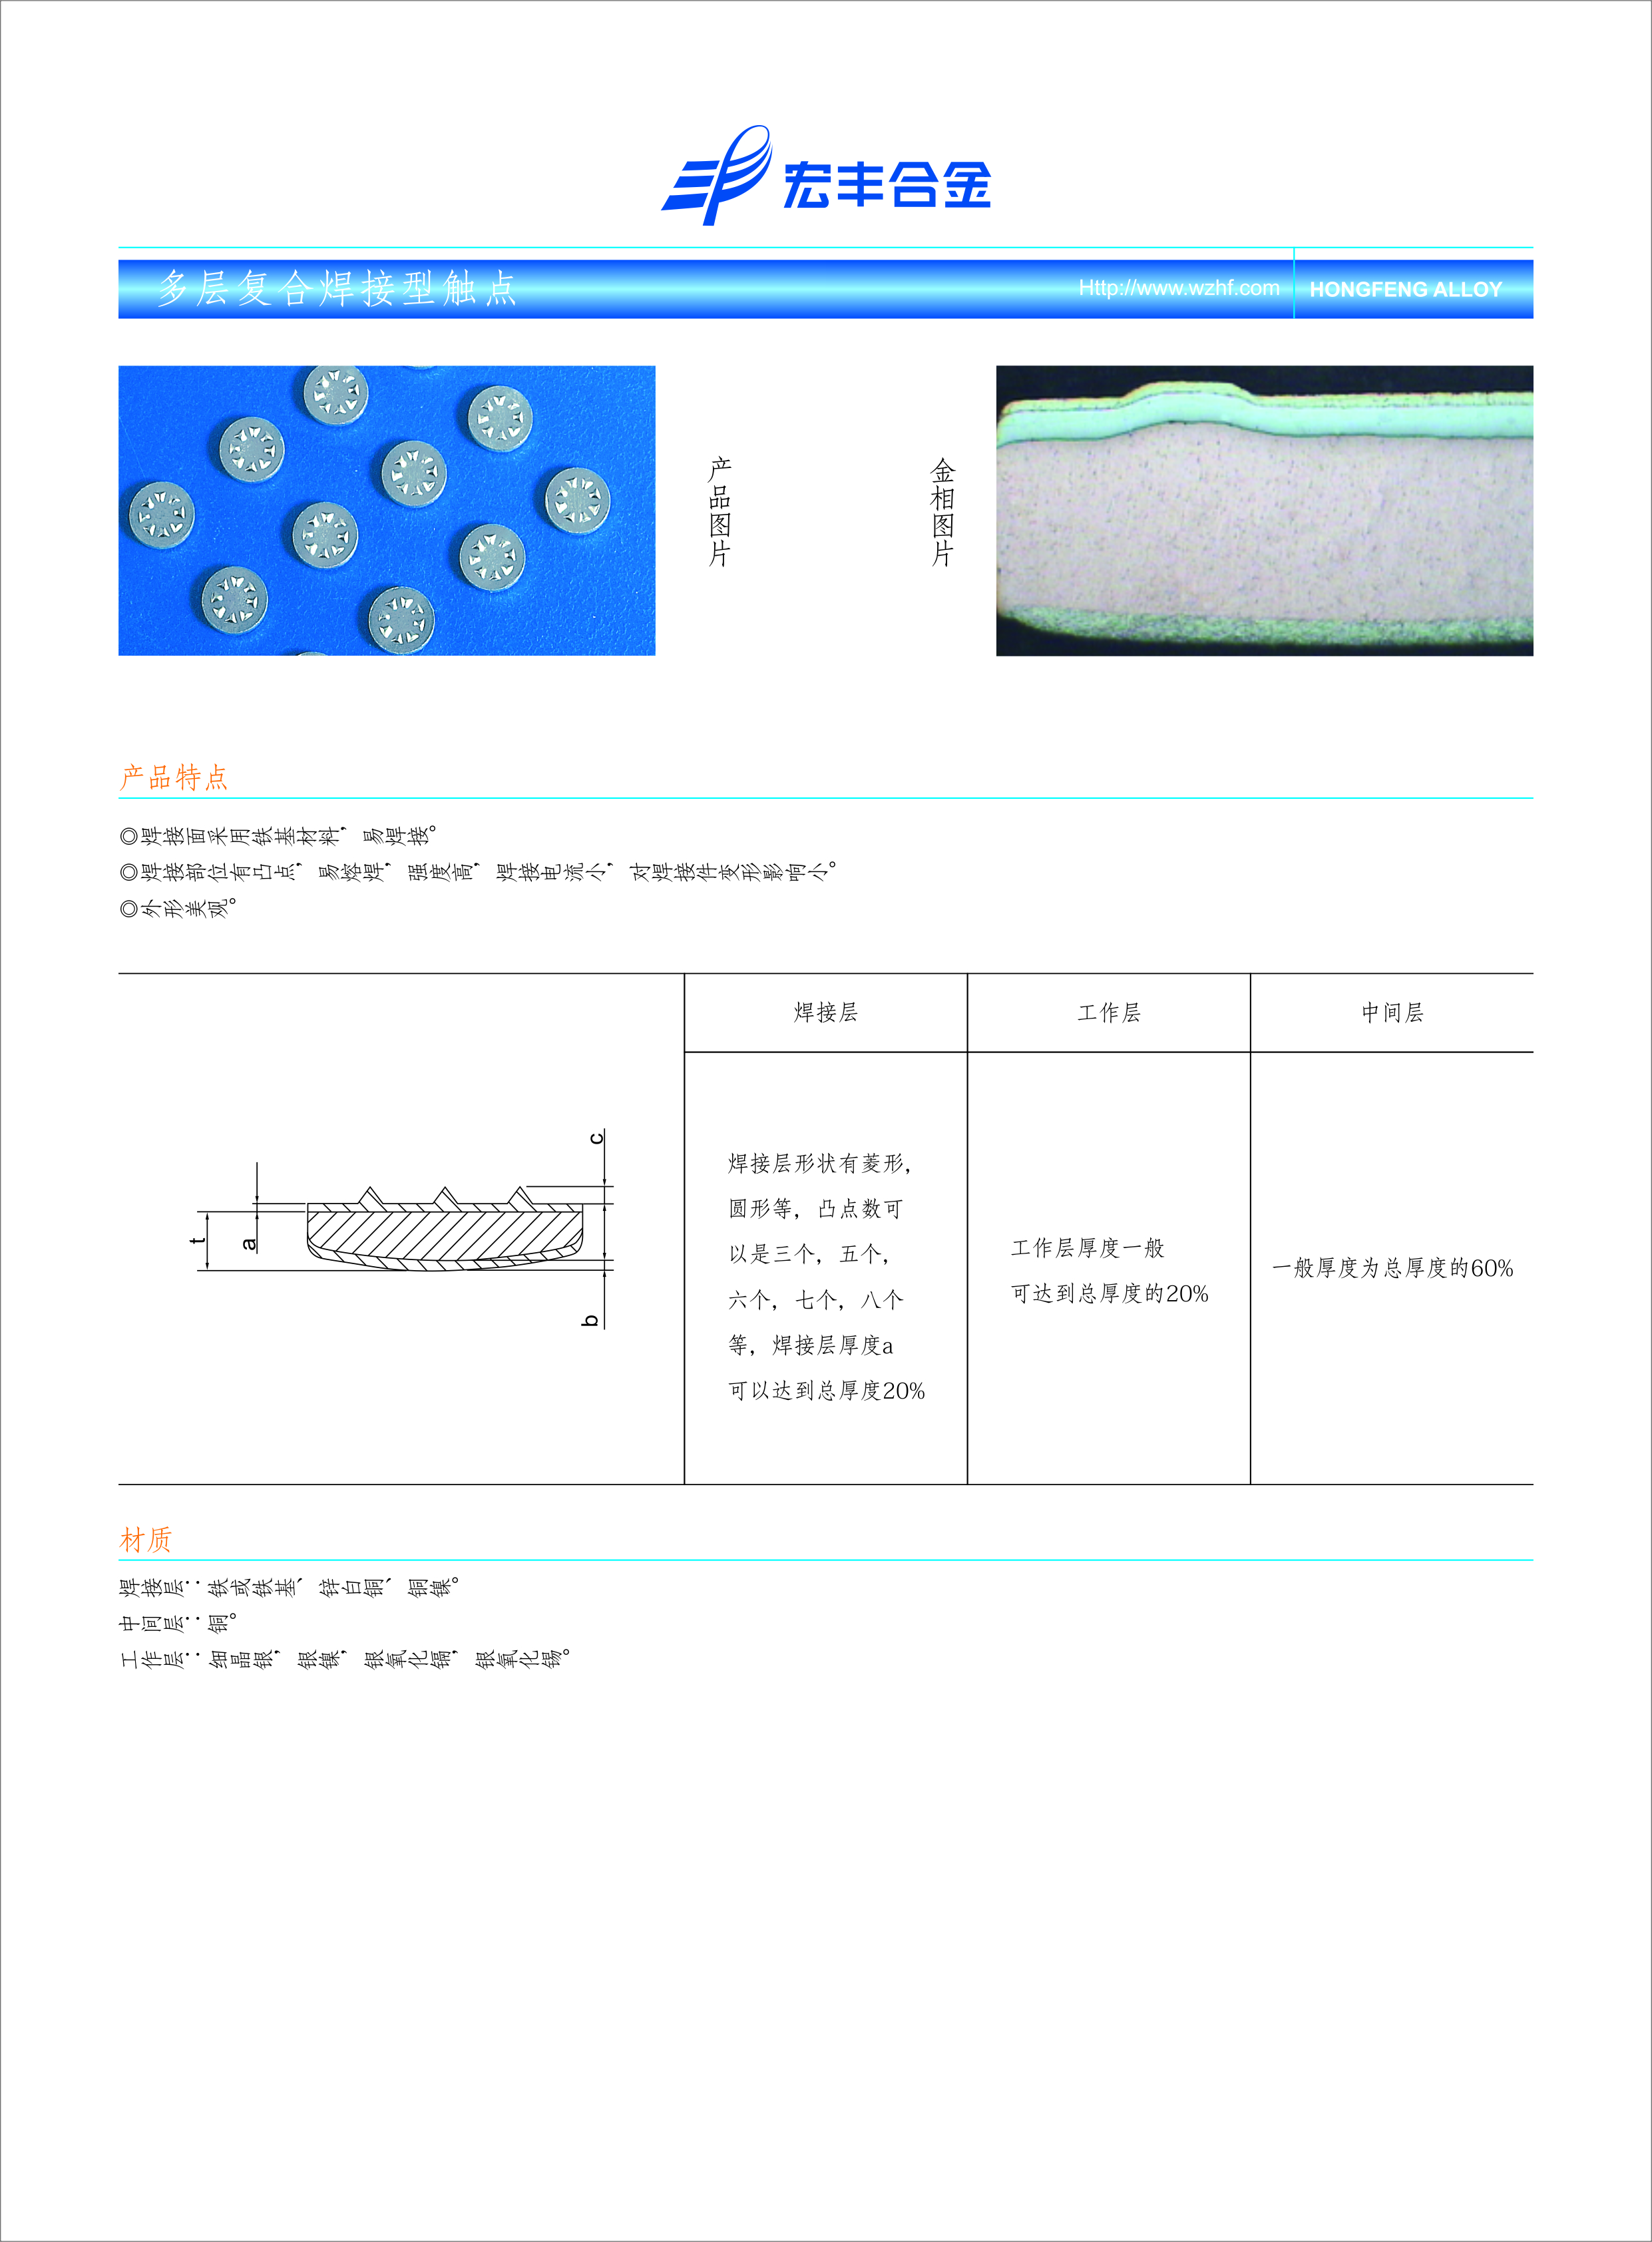 宏丰合金
多层复合焊接型触点
Http://www.wzhf.com
HONGFENG ALLOY
产品图片
金相图片
产品特点
◎焊接面采用铁基材料，易焊接。
◎焊接部位有凸点，易熔焊，强度高，焊接电流小，对焊接件变形影响小。
◎外形美观。
焊接层
工作层
中间层
c
t
a
b
焊接层形状有菱形，
圆形等，凸点数可
以是三个，五个，
六个，七个，八个
等，焊接层厚度a
可以达到总厚度20%
工作层厚度一般
可达到总厚度的20%
一般厚度为总厚度的60%
材质
焊接层：铁或铁基、锌白铜、铜镍。
中间层：铜。
工作层：细晶银，银镍，银氧化镉，银氧化锡。